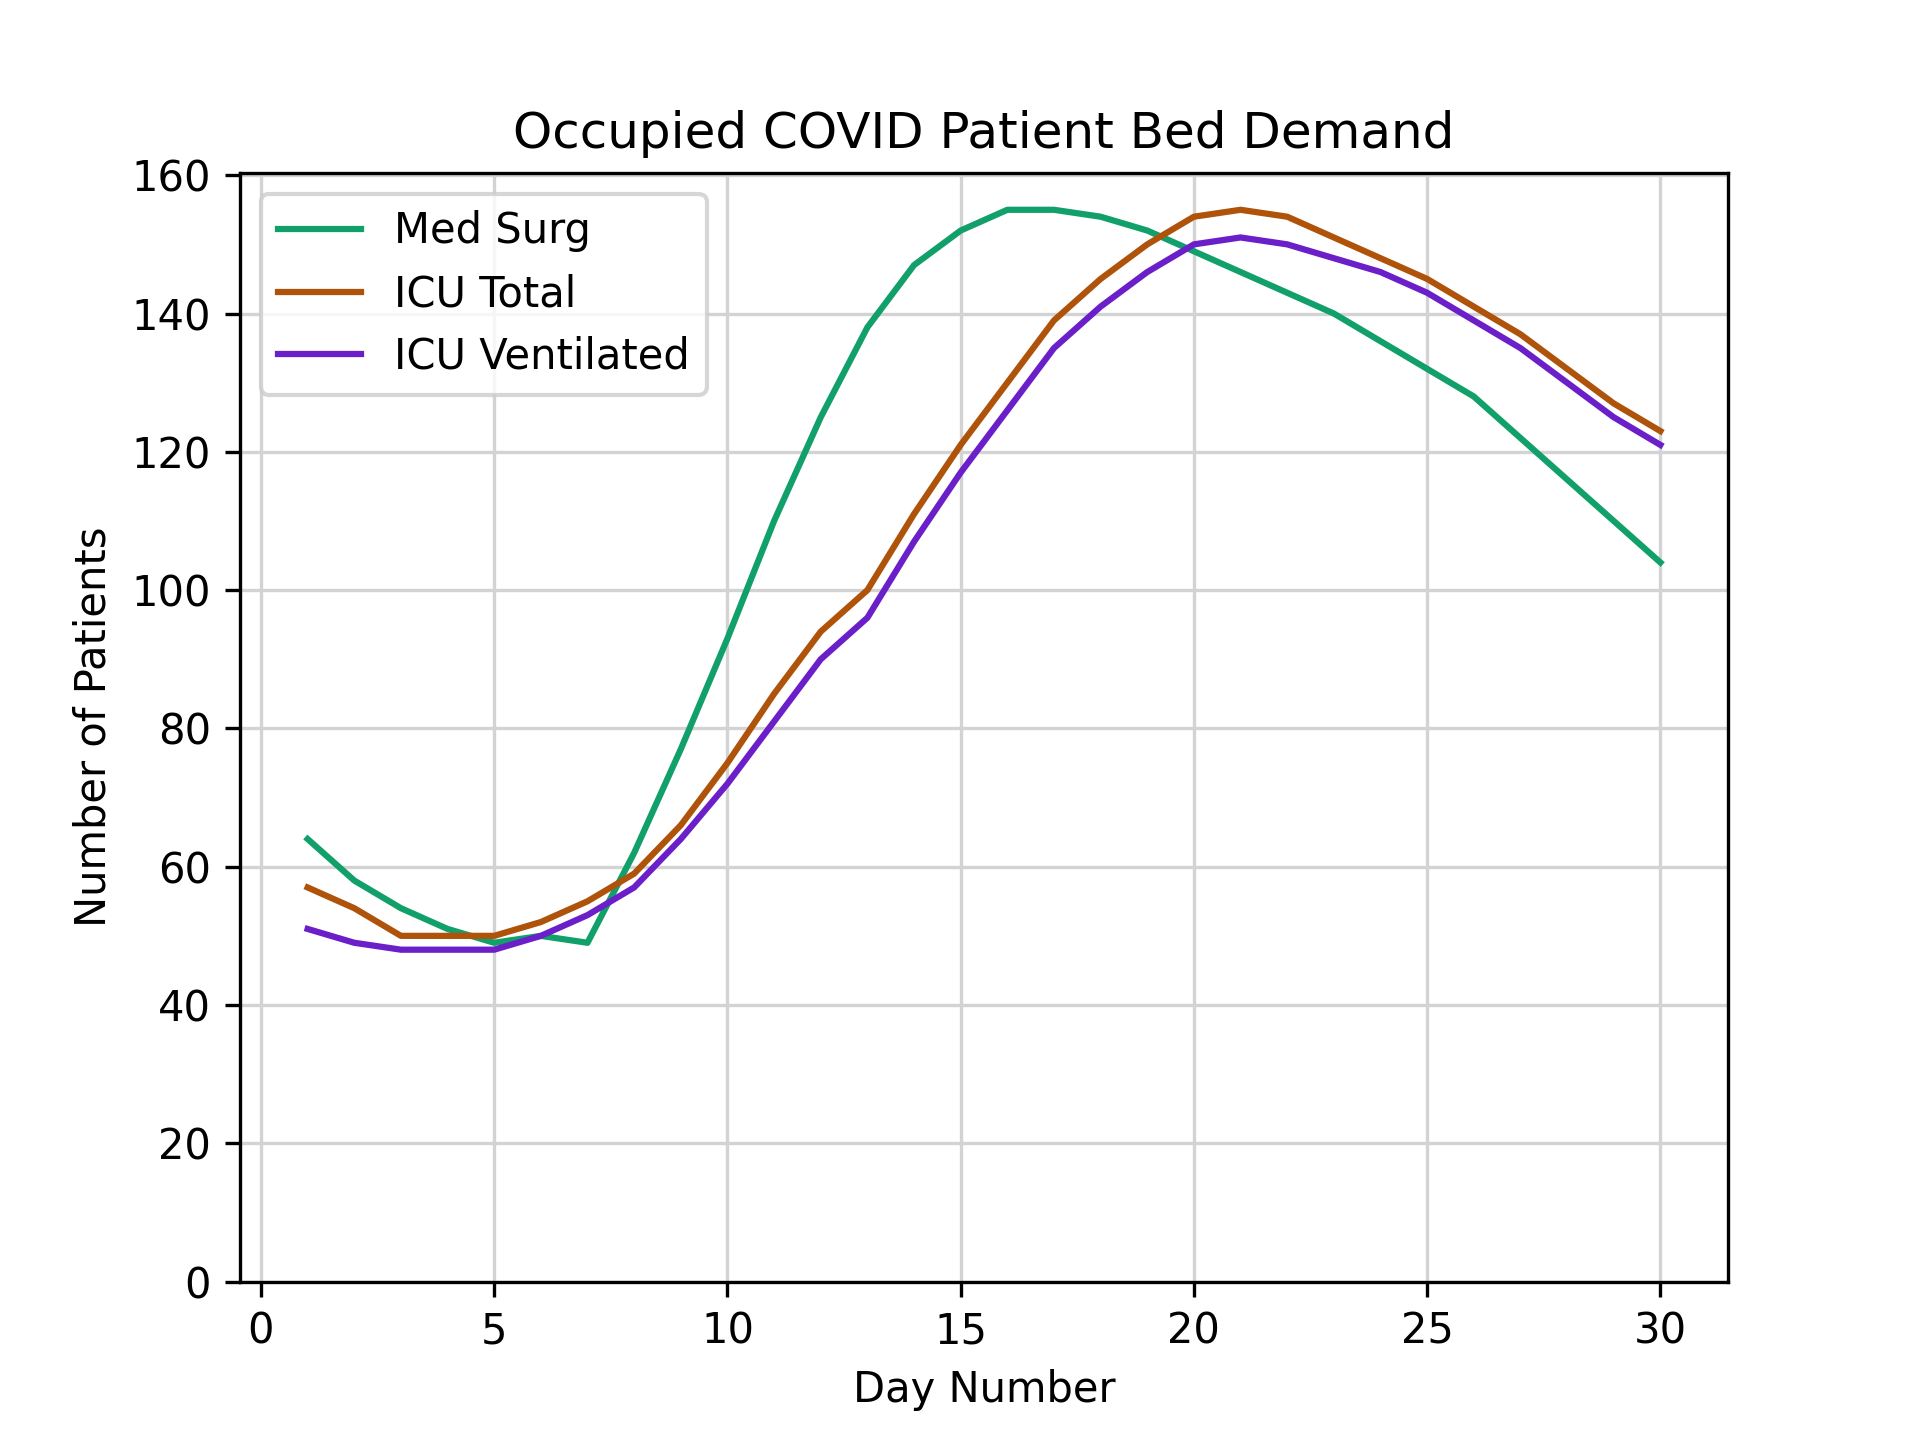 Occupied COVID Patient Bed Demand
160
140
120
100
80
60
40
20
0
Number of Patients
Med Surg
ICU Total
ICU Ventilated
0 5 10 15 20 25 30
Day Number